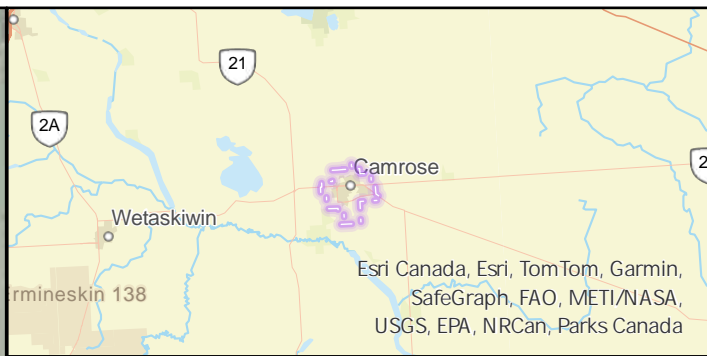 21
2A
Camrose
2
Wetaskiwin
rmineskin 138
Esri Canada, Esri, TomTom, Garmin,
SafeGraph, FAO, METI/NASA,
USGS, EPA, NRCan, Parks Canada